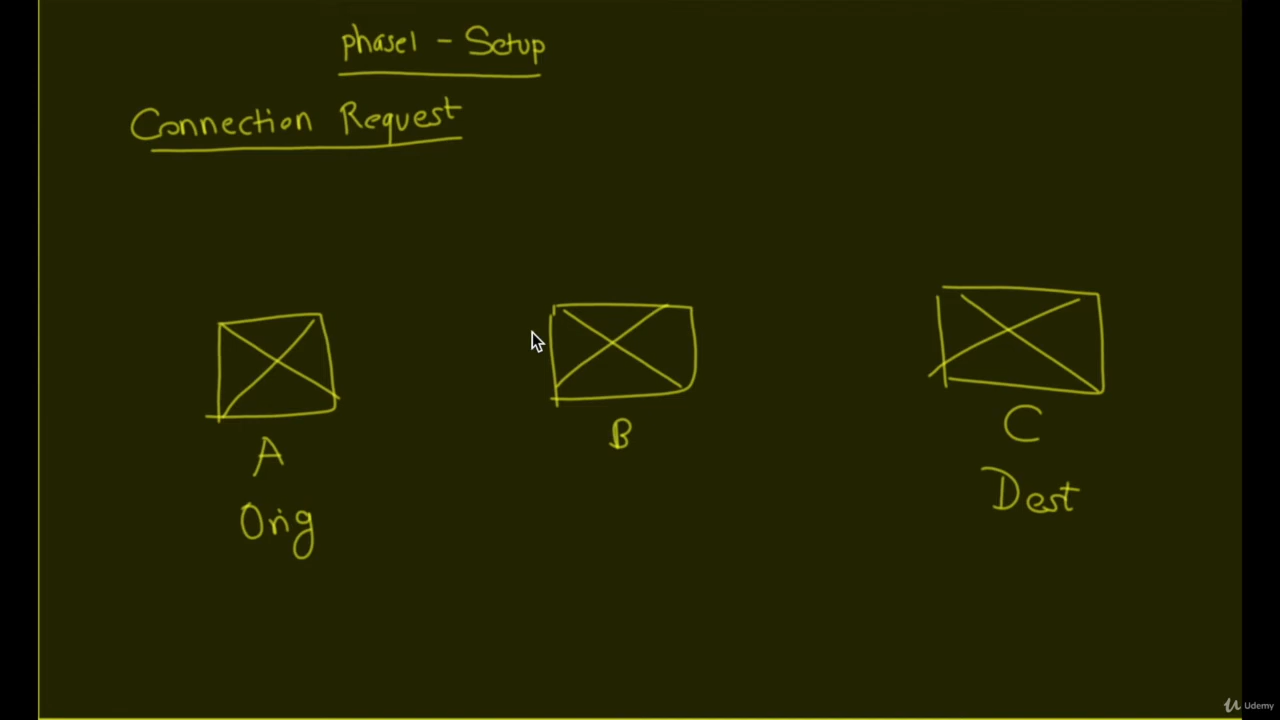 phase1 - Setup
Connection Request
A
B
C
Orig
Dest
Udemy